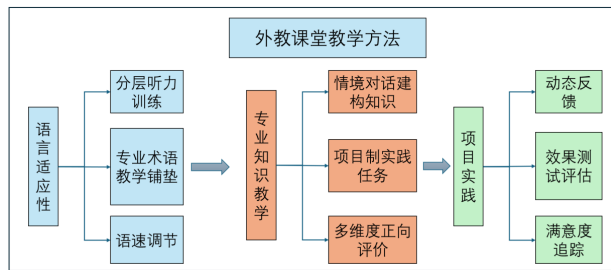 外教课堂教学方法
语言适应性
分层听力
训练
专业术语
教学铺垫
语速调节
专业知识教学
情境对话建
构知识
项目制实践
任务
多维度正向
评价
项目实践
动态反
馈
效果测
试评估
满意度
追踪